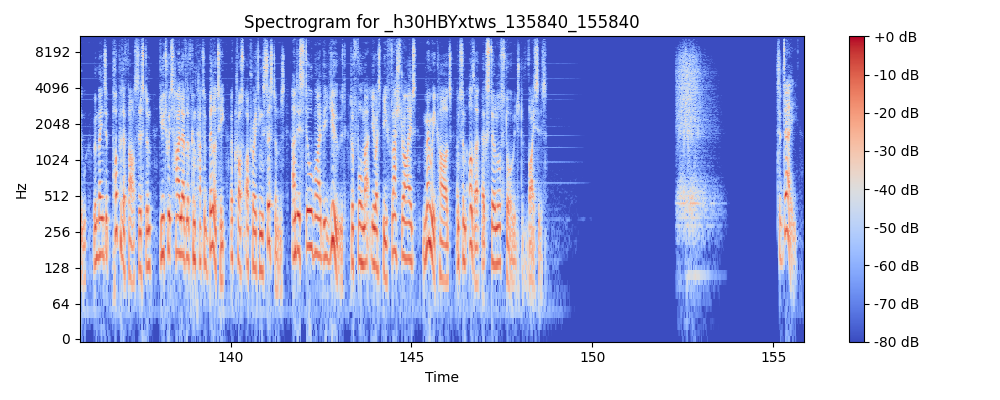 Spectrogram for _h30HBYxtws_135840_155840
Hz
8192
4096
2048
1024
512
256
128
64
0
140
145
150
155
Time
+0 dB
-10 dB
-20 dB
-30 dB
-40 dB
-50 dB
-60 dB
-70 dB
-80 dB